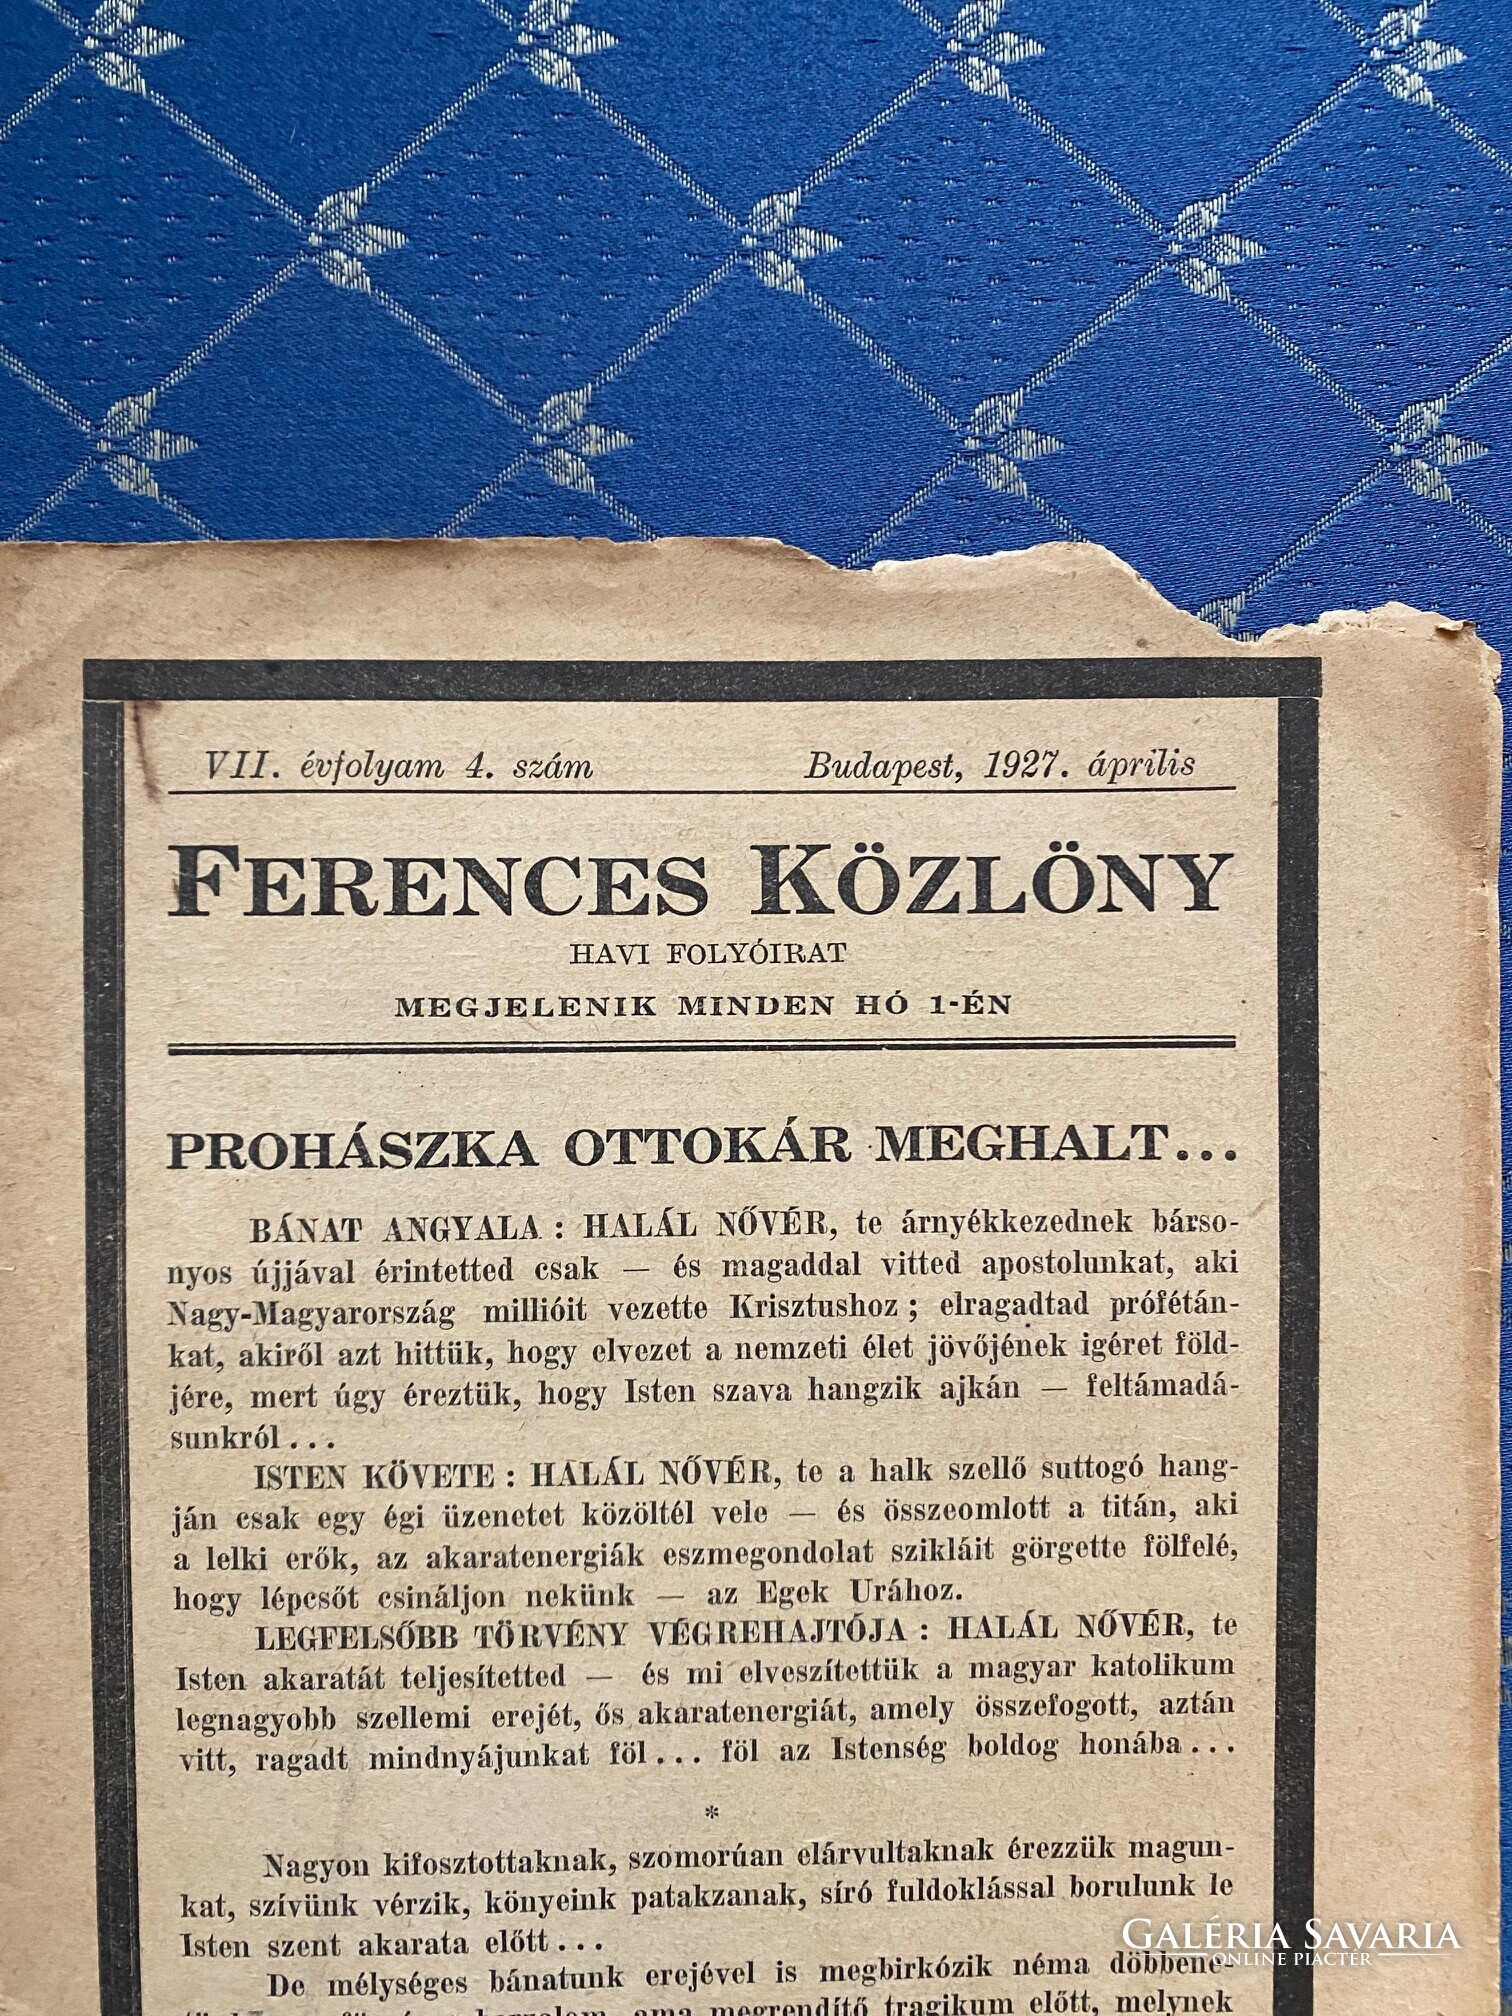 VII. évfolyam 4. szám Budapest, 1927. április
FERENCES KÖZLÖNY
HAVI FOLYÓIRAT
MEGJELENIK MINDEN HÓ 1-ÉN
PROHÁSZKA OTTOKÁR MEGHALT...
BÁNAT ANGYALA : HALÁL NŐVÉR, te árnyékkezednek bárso-
nyos újjával érintetted csak — és magaddal vitted apostolunkat, aki
Nagy-Magyarország millióit vezette Krisztushoz ; elragadtad prófétán-
kat, akiről azt hittük, hogy elvezet a nemzeti élet jövőjének igéret föld-
jére, mert úgy éreztük, hogy Isten szava hangzik ajkán — feltámadá-
sunkról...
ISTEN KÖVETE : HALÁL NŐVÉR, te a halk szellő suttogó hang-
ján csak egy égi üzenetet közöltél vele — és összeomlott a titán, aki
a lelki erők, az akaratenergiák eszmegondolat szikláit görgette fölfelé,
hogy lépcsőt csináljon nekünk — az Egek Urához.
LEGFELSŐBB TÖRVÉNY VÉGREHAJTÓJA : HALÁL NŐVÉR, te
Isten akaratát teljesítetted — és mi elveszítettük a magyar katolikum
legnagyobb szellemi erejét, ős akaratenergiát, amely összefogott, aztán
vitt, ragadt mindnyájunkat föl... föl az Istenség boldog honába...
*
Nagyon kifosztottaknak, szomorúan elárvultaknak érezzük magun-
kat, szívünk vérzik, könyeink patakzanak, síró fuldoklással borulunk le
Isten szent akarata előtt...
De mélységes bánatunk erejével is megbirkózik néma döbbene-
ama megrendítő tragikum előtt, melynek
GALÉRIA SAVARIA
ONLINE PIACTÉR